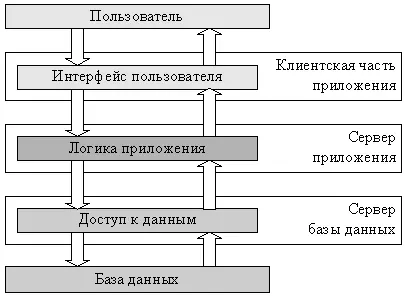 Пользователь
Интерфейс пользователя
Клиентская часть
приложения
Логика приложения
Сервер
приложения
Доступ к данным
Сервер
базы данных
База данных